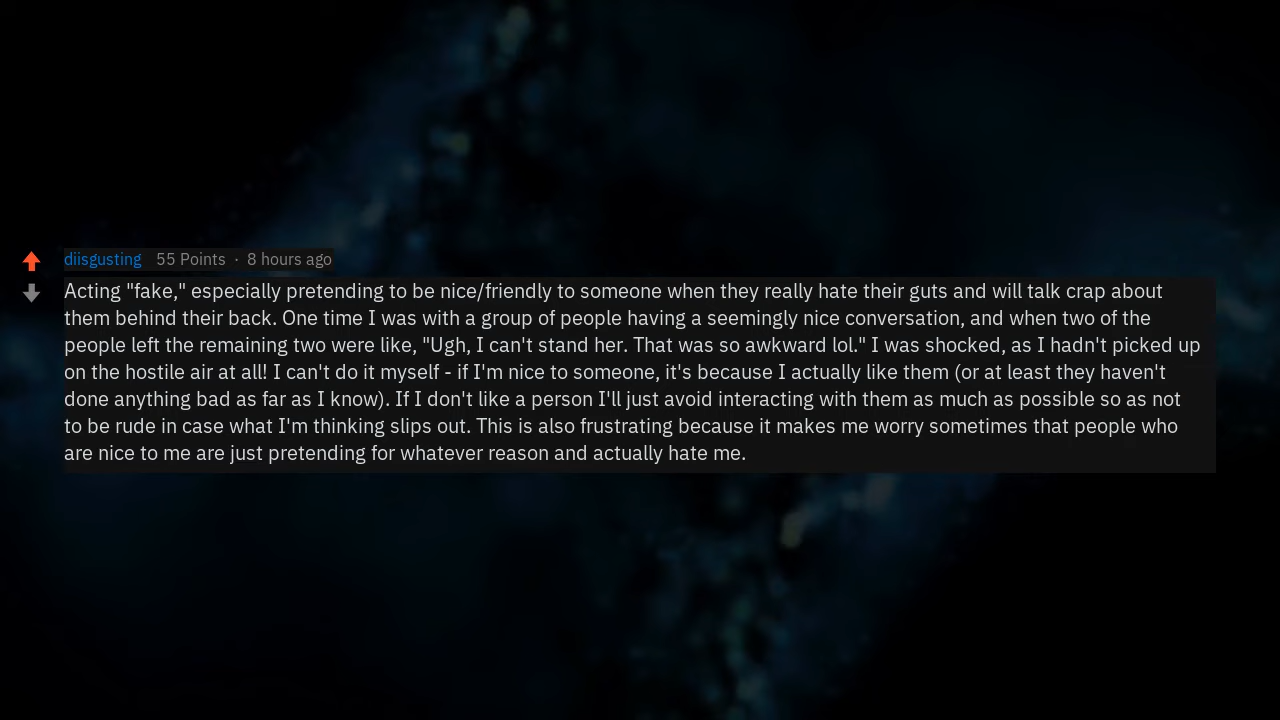 diisgusting 55 Points · 8 hours ago
Acting "fake," especially pretending to be nice/friendly to someone when they really hate their guts and will talk crap about
them behind their back. One time I was with a group of people having a seemingly nice conversation, and when two of the
people left the remaining two were like, "Ugh, I can't stand her. That was so awkward lol." I was shocked, as I hadn't picked up
on the hostile air at all! I can't do it myself - if I'm nice to someone, it's because I actually like them (or at least they haven't
done anything bad as far as I know). If I don't like a person I'll just avoid interacting with them as much as possible so as not
to be rude in case what I'm thinking slips out. This is also frustrating because it makes me worry sometimes that people who
are nice to me are just pretending for whatever reason and actually hate me.